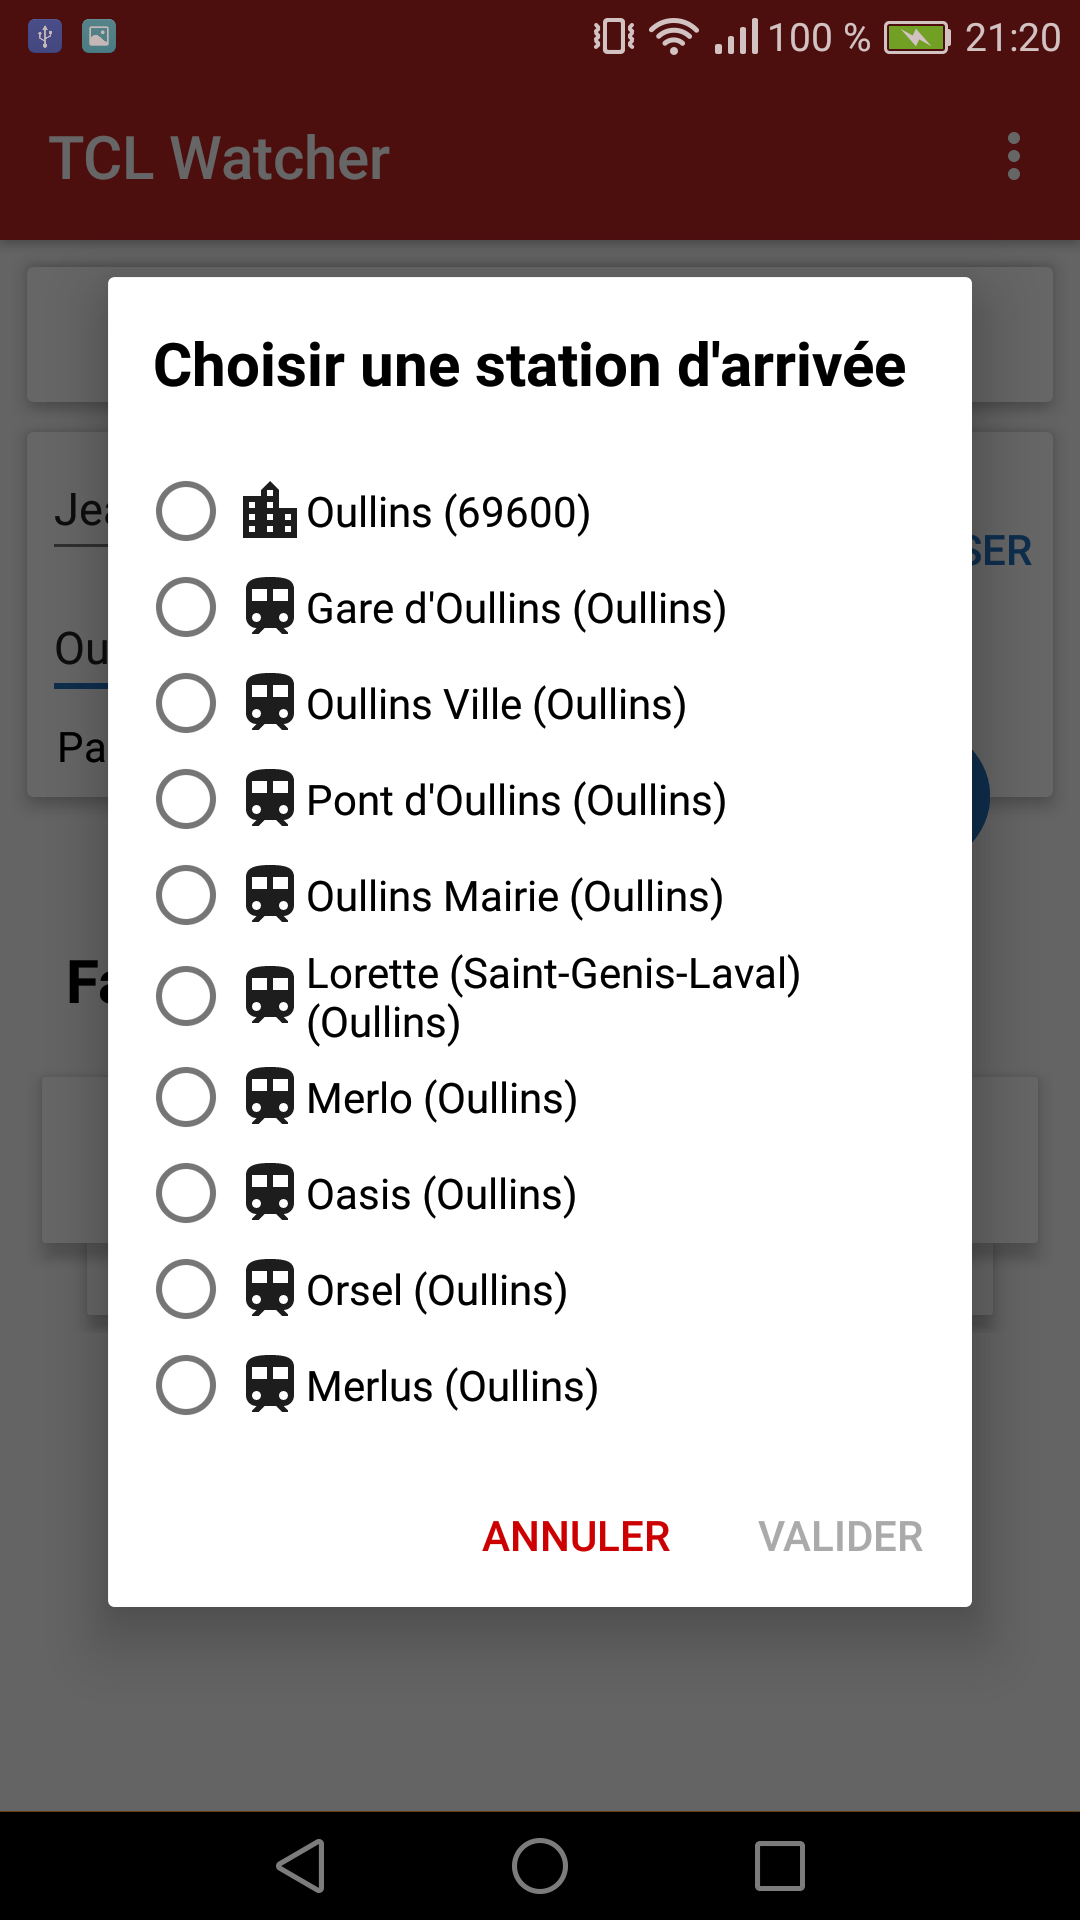 100 % 21:20
TCL Watcher
Choisir une station d'arrivée
Oullins (69600)
Gare d'Oullins (Oullins)
Oullins Ville (Oullins)
Pont d'Oullins (Oullins)
Oullins Mairie (Oullins)
Lorette (Saint-Genis-Laval)
(Oullins)
Merlo (Oullins)
Oasis (Oullins)
Orsel (Oullins)
Merlus (Oullins)
ANNULER VALIDER